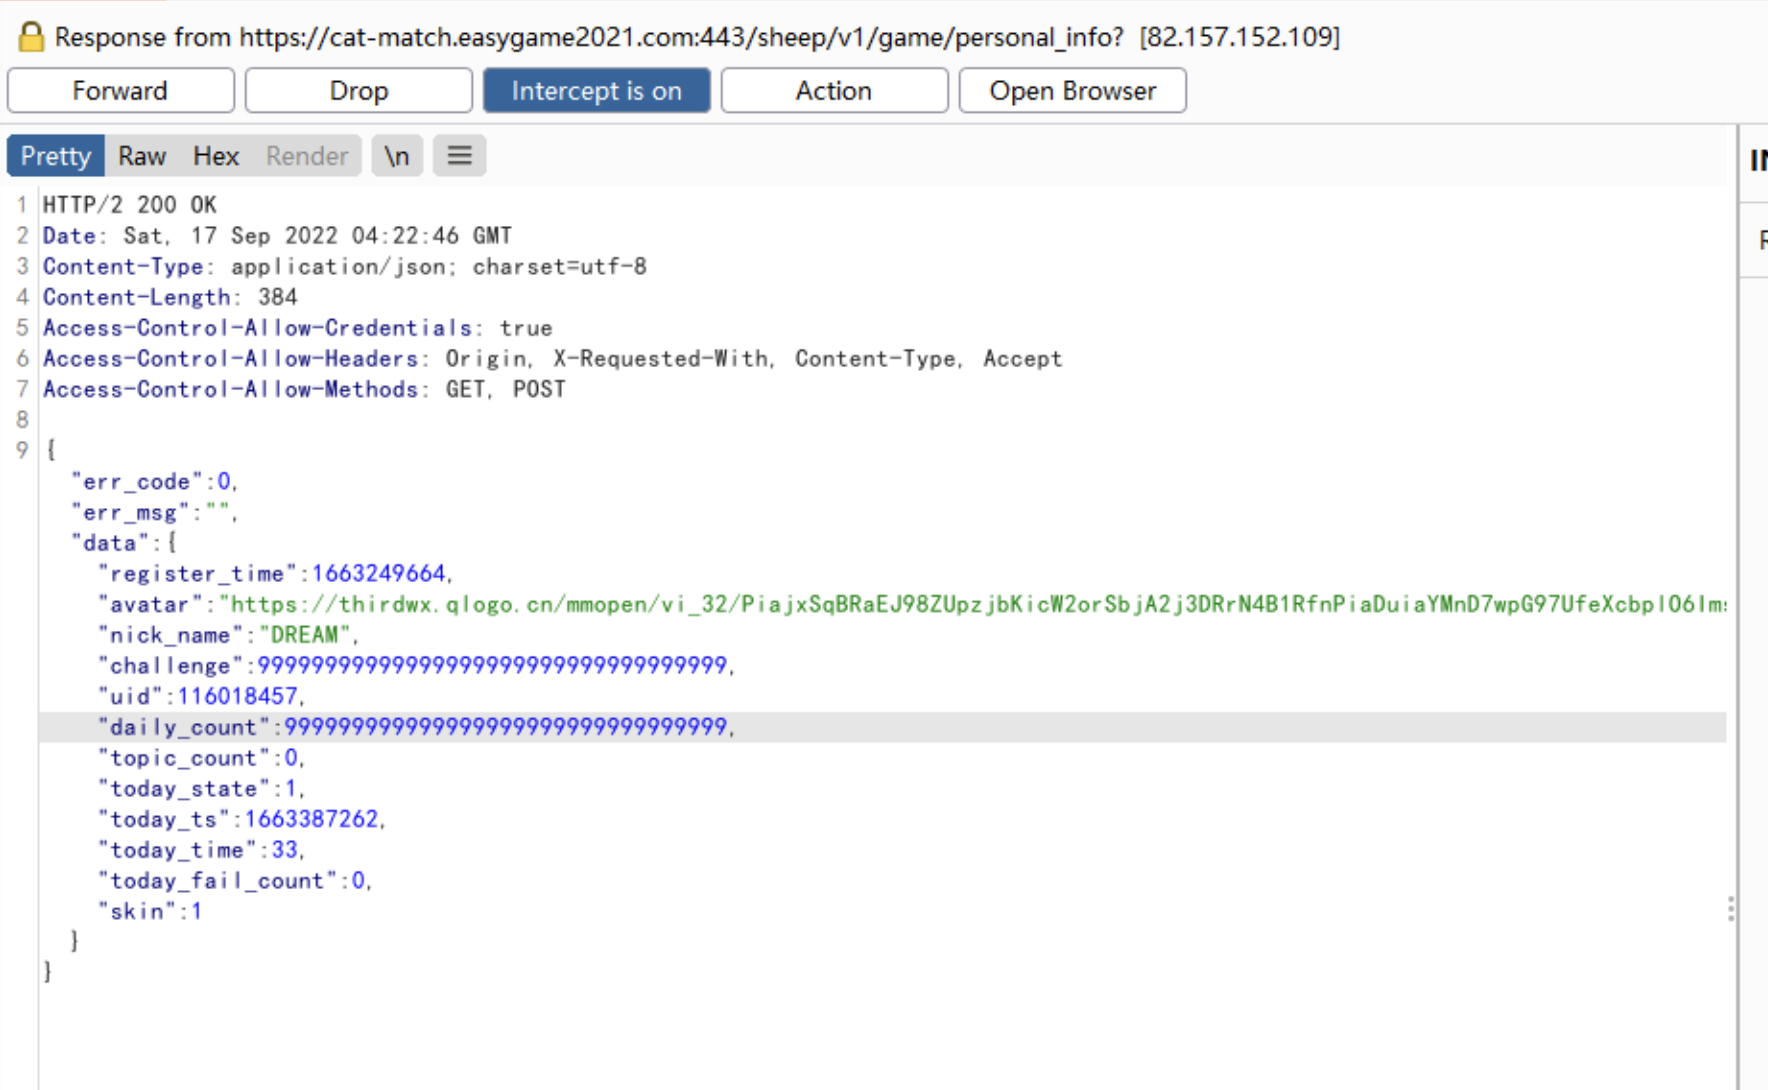 Response from https://cat-match.easygame2021.com:443/sheep/v1/game/personal_info? [82.157.152.109]
Forward Drop Intercept is on Action Open Browser
Pretty Raw Hex Render \n
1 HTTP/2 200 OK
2 Date: Sat, 17 Sep 2022 04:22:46 GMT
3 Content-Type: application/json; charset=utf-8
4 Content-Length: 384
5 Access-Control-Allow-Credentials: true
6 Access-Control-Allow-Headers: Origin, X-Requested-With, Content-Type, Accept
7 Access-Control-Allow-Methods: GET, POST
8
9 {
"err_code":0,
"err_msg":"",
"data":{
"register_time":1663249664,
"avatar":"https://thirdwx.qlogo.cn/mmopen/vi_32/PiajxSqBRaEJ98ZUpzjbKicW2orSbjA2j3DRrN4B1RfnPiaDuiaYMnD7wpG97UfeXcbplO6Ims
"nick_name":"DREAM",
"challenge":99999999999999999999999999999999999,
"uid":116018457,
"daily_count":999999999999999999999999999999999,
"topic_count":0,
"today_state":1,
"today_ts":1663387262,
"today_time":33,
"today_fail_count":0,
"skin":1
}
}